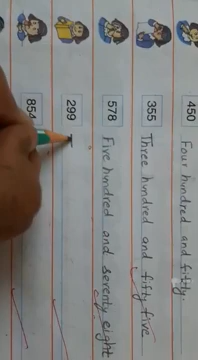 450 Four hundred and fifty.
355 Three hundred and fifty five
578 Five hundred and seventy eight
299
854